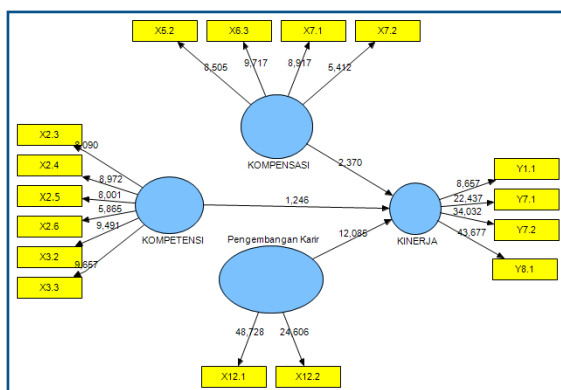 X5.2
X6.3
X7.1
X7.2
8,505
9,717
8,917
5,412
KOMPENSASI
X2.3
X2.4
X2.5
X2.6
X3.2
X3.3
8,090
8,972
8,001
5,865
9,491
9,657
KOMPETENSI
2,370
1,246
12,085
Pengembangan Karir
KINERJA
8,657
22,437
34,032
43,677
Y1.1
Y7.1
Y7.2
Y8.1
48,728
24,606
X12.1
X12.2